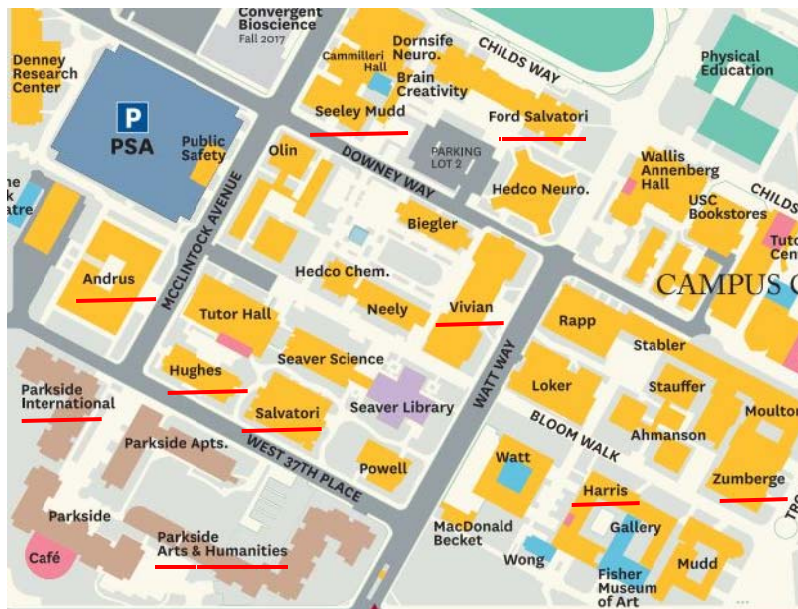 Convergent
Bioscience
Fall 2017
Denney
Research
Center
P
PSA
Public
Safety
Cammilleri
Hall
Dornsife
Neuro.
Brain
Creativity
CHILDS WAY
Seeley Mudd
Ford Salvatori
Physical
Education
PARKING
LOT 2
Olin
DOWNEY WAY
Hedco Neuro.
Wallis
Annenberg
Hall
USC
Bookstores
CHILDS
MCCLINTOCK AVENUE
Biegler
Andrus
Hedco Chem.
Neely
Vivian
CAMPUS
Tutor Hall
Rapp
Stabler
Hughes
Seaver Science
WATT WAY
Loker
Stauffer
Parkside
International
Salvatori
Seaver Library
Moulton
BLOOM WALK
Ahmanson
Parkside Apts.
WEST 37TH PLACE
Powell
Watt
Harris
Zumberge
Parkside
MacDonald
Becket
Gallery
Parkside
Arts & Humanities
Café
Wong
Fisher
Museum
of Art
Mudd